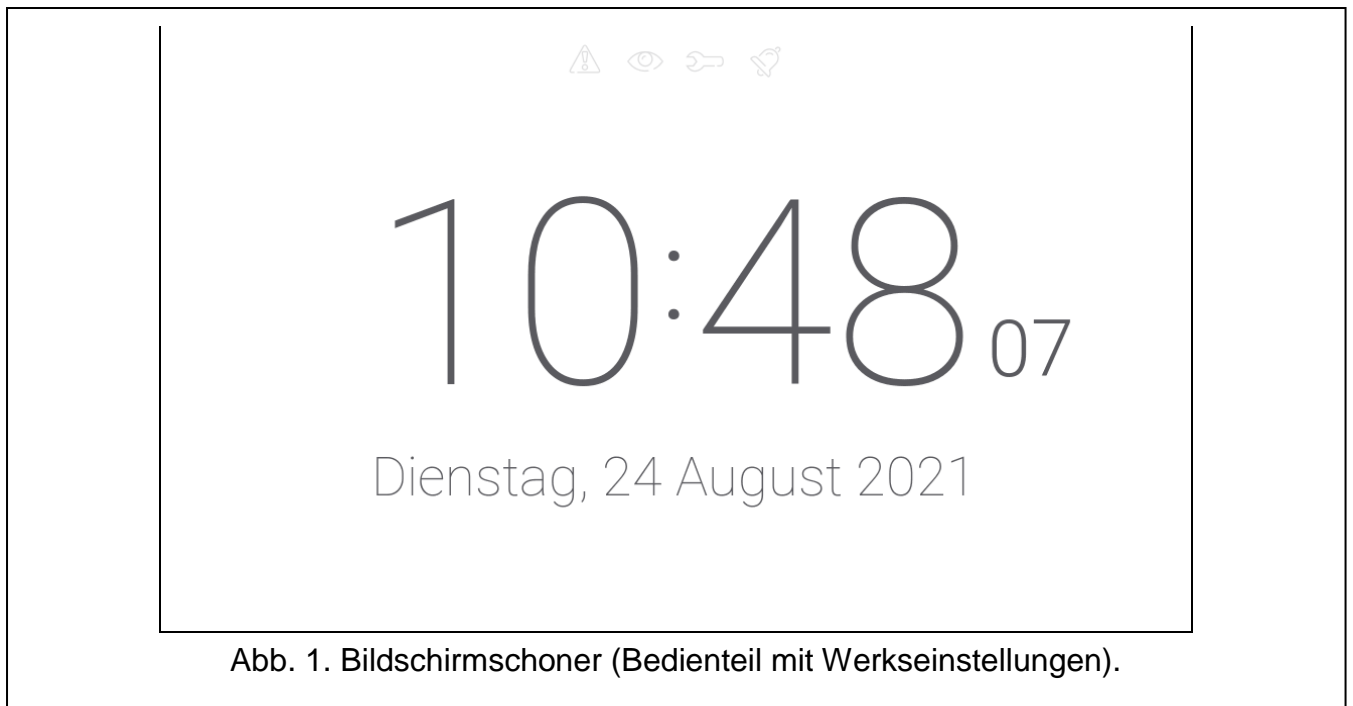 10:48 07
Dienstag, 24 August 2021
Abb. 1. Bildschirmschoner (Bedienteil mit Werkseinstellungen).